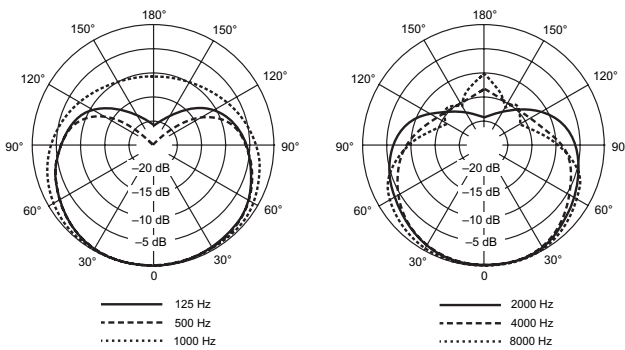 180°
150° 150°
120° 120°
90° 90°
60° 60°
30° 30°
0
–20 dB
–15 dB
–10 dB
–5 dB
125 Hz
500 Hz
1000 Hz
180°
150° 150°
120° 120°
90° 90°
60° 60°
30° 30°
0
–20 dB
–15 dB
–10 dB
–5 dB
2000 Hz
4000 Hz
8000 Hz